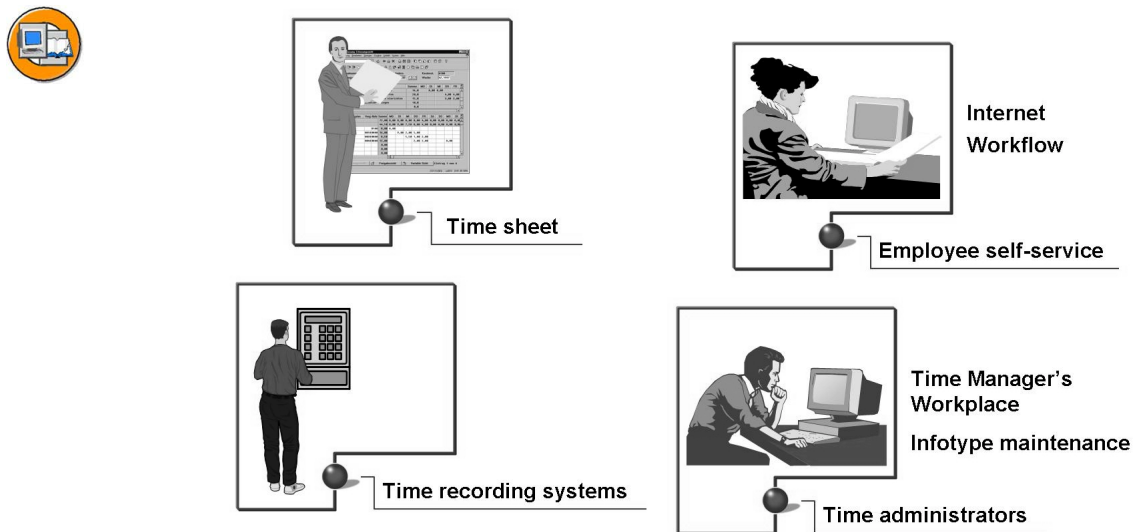 Time sheet
Internet
Workflow
Employee self-service
Time recording systems
Time Manager's
Workplace
Infotype maintenance
Time administrators